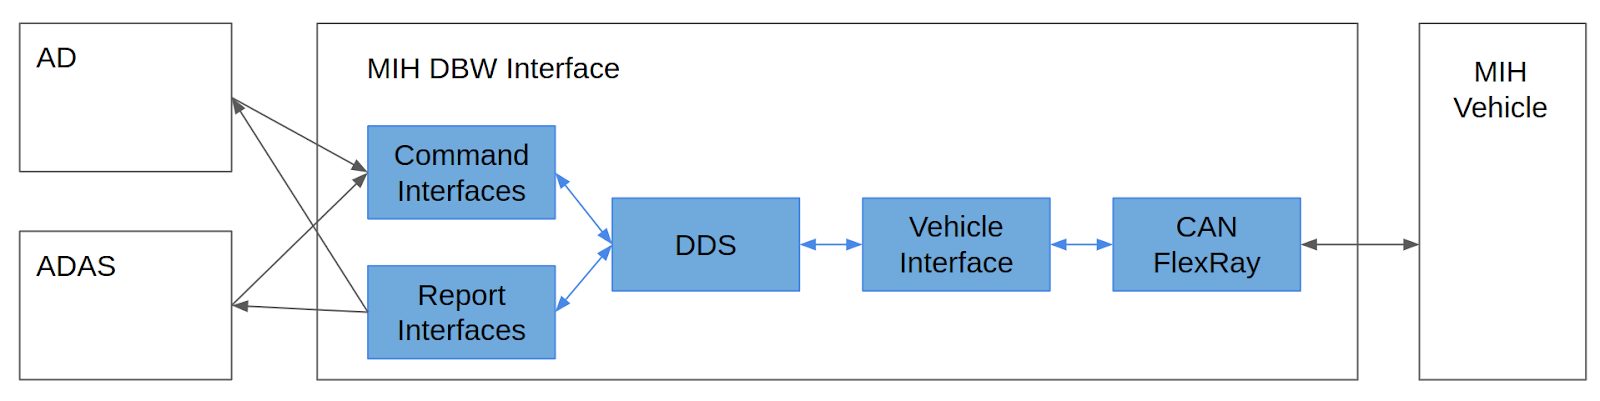 AD
ADAS
MIH DBW Interface
Command
Interfaces
Report
Interfaces
DDS
Vehicle
Interface
CAN
FlexRay
MIH
Vehicle